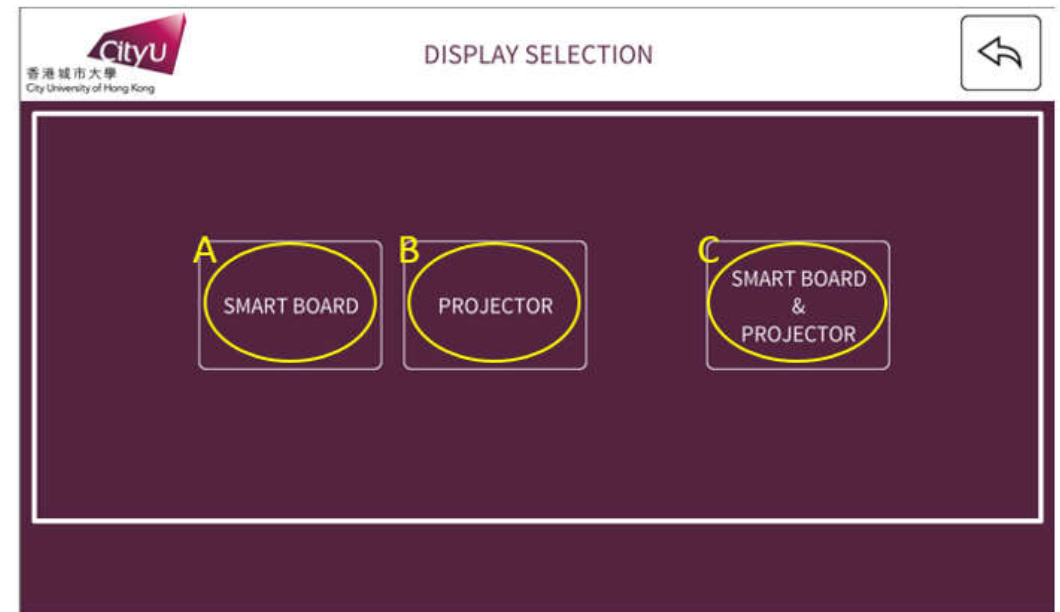 CityU
香港城市大學
City University of Hong Kong
DISPLAY SELECTION
A
SMART BOARD
B
PROJECTOR
C
SMART BOARD
&
PROJECTOR